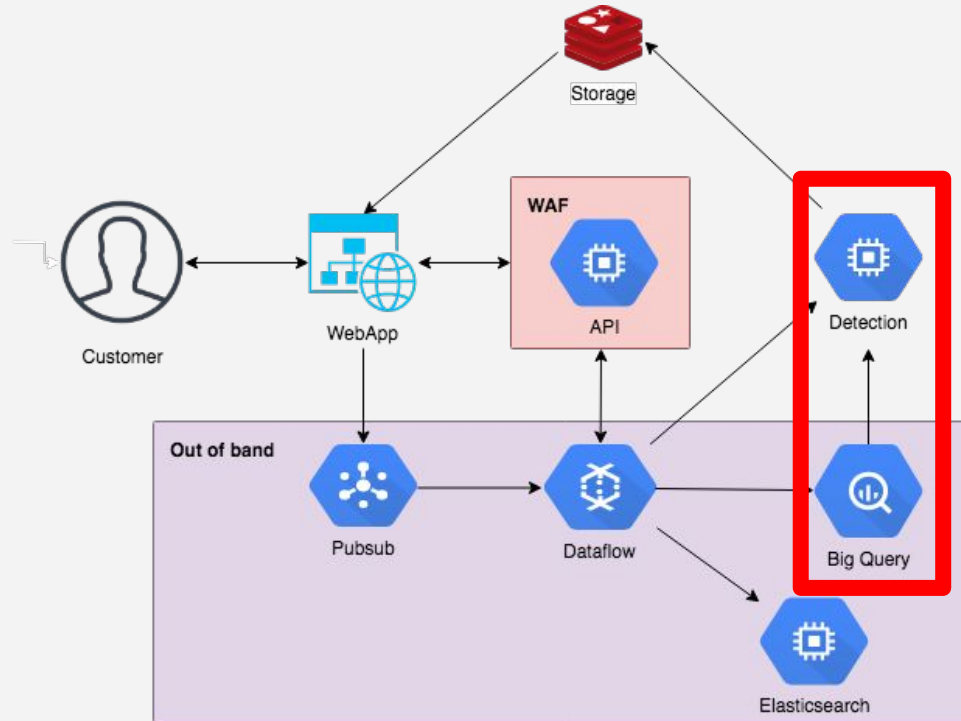 Storage
WAF
API
Detection
WebApp
Customer
Out of band
Pubsub
Dataflow
Big Query
Elasticsearch